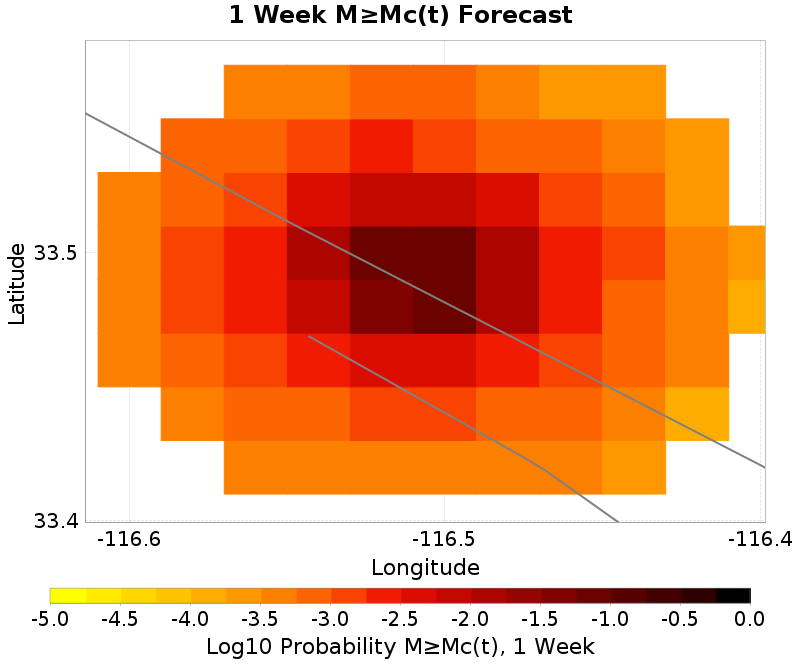 1 Week M≥Mc(t) Forecast
Latitude
33.5
33.4
-116.6 -116.5 -116.4
Longitude
-5.0 -4.5 -4.0 -3.5 -3.0 -2.5 -2.0 -1.5 -1.0 -0.5 0.0
Log10 Probability M≥Mc(t), 1 Week